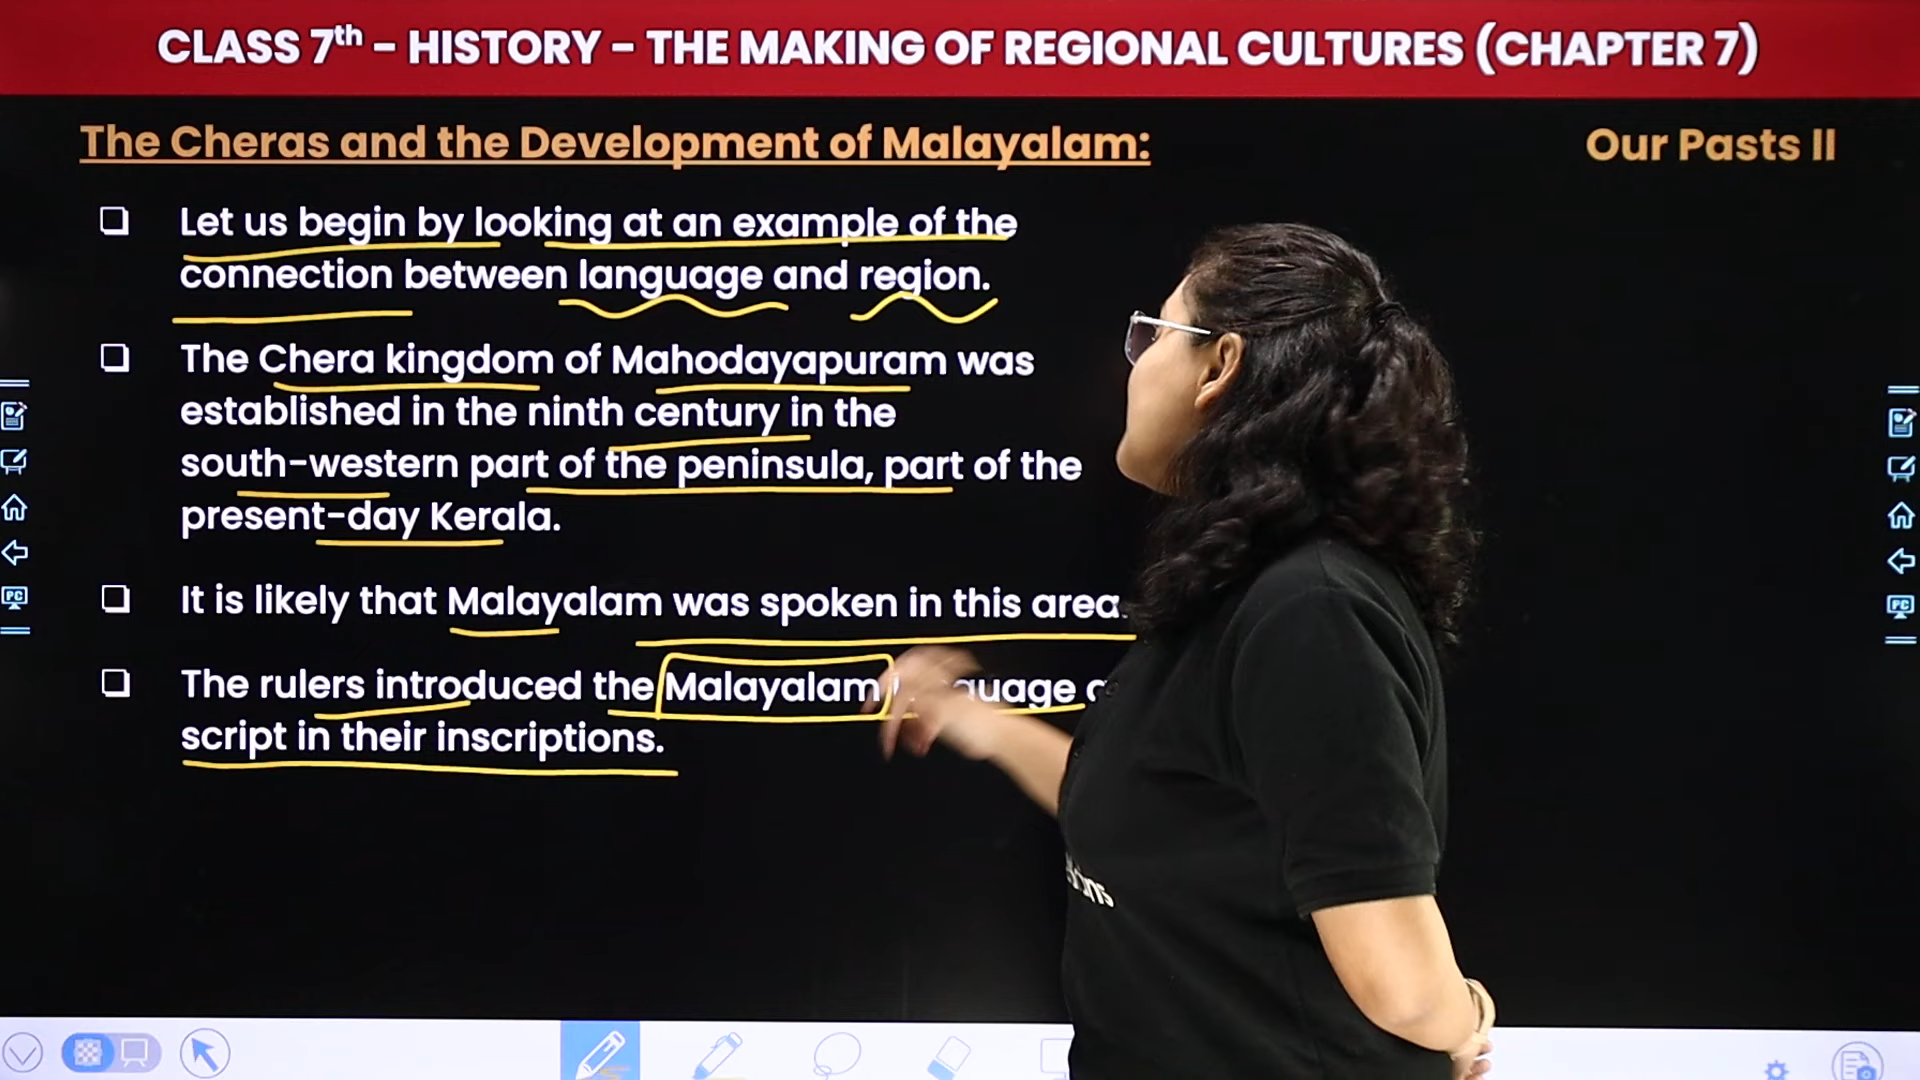 CLASS 7th - HISTORY - THE MAKING OF REGIONAL CULTURES (CHAPTER 7)
The Cheras and the Development of Malayalam:
Our Pasts II
Let us begin by looking at an example of the
connection between language and region.
The Chera kingdom of Mahodayapuram was
established in the ninth century in the
south-western part of the peninsula, part of the
present-day Kerala.
It is likely that Malayalam was spoken in this area.
The rulers introduced the Malayalam
script in their inscriptions.
PC
PC